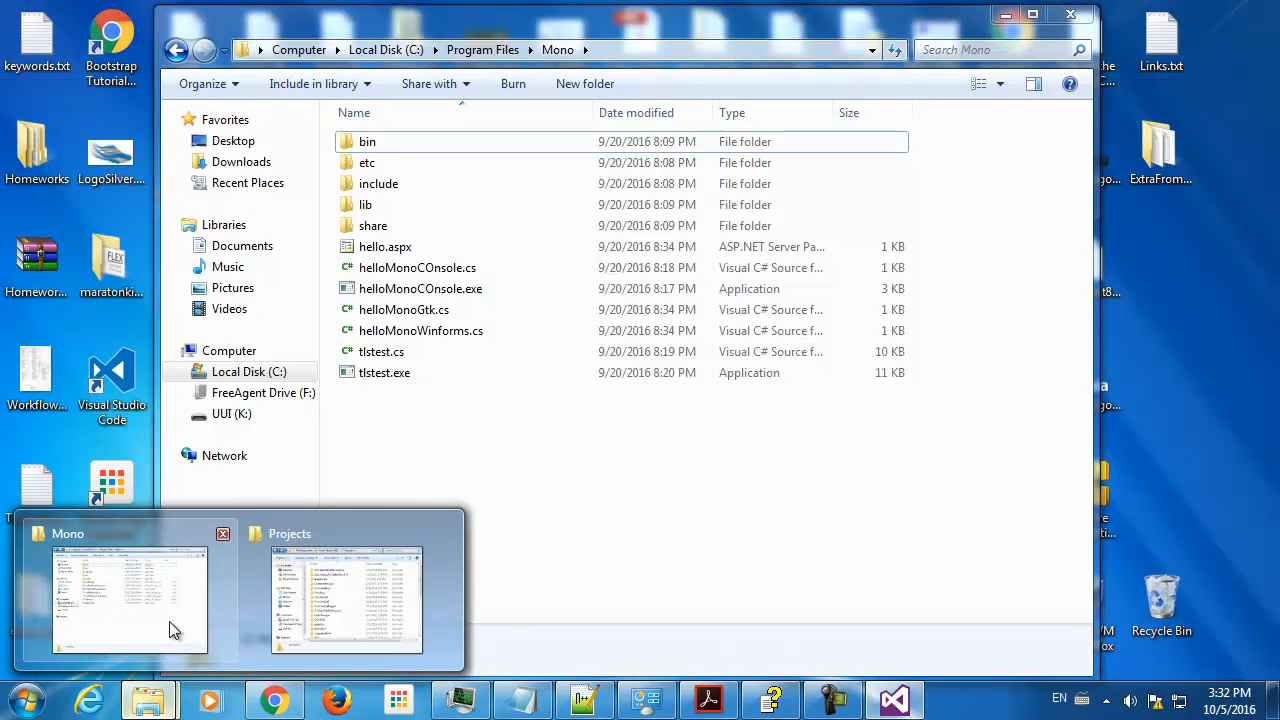 keywords.txt
Bootstrap
Tutorial...
Homeworks
LogoSilver....
Homewor...
maratonki...
FLEX
Workflow...
Visual Studio
Code
Computer
Local Disk (C:)
rogram Files
Mono
Search Mono
Organize
Include in library
Share with
Burn
New folder
Name
Date modified
Type
Size
Favorites
Desktop
Downloads
Recent Places
Libraries
Documents
Music
Pictures
Videos
Computer
Local Disk (C:)
FreeAgent Drive (F:)
UUI (K:)
Network
bin 9/20/2016 8:09 PM File folder
etc 9/20/2016 8:08 PM File folder
include 9/20/2016 8:08 PM File folder
lib 9/20/2016 8:09 PM File folder
share 9/20/2016 8:09 PM File folder
hello.aspx 9/20/2016 8:34 PM ASP.NET Server Pa... 1 KB
helloMonoCOnsole.cs 9/20/2016 8:18 PM Visual C# Source f... 1 KB
helloMonoCOnsole.exe 9/20/2016 8:17 PM Application 3 KB
helloMonoGtk.cs 9/20/2016 8:34 PM Visual C# Source f... 1 KB
helloMonoWinforms.cs 9/20/2016 8:34 PM Visual C# Source f... 1 KB
tlstest.cs 9/20/2016 8:19 PM Visual C# Source f... 10 KB
tlstest.exe 9/20/2016 8:20 PM Application 11 KB
Links.txt
ExtraFrom...
Recycle Bin
Mono
Projects
EN
3:32 PM
10/5/2016